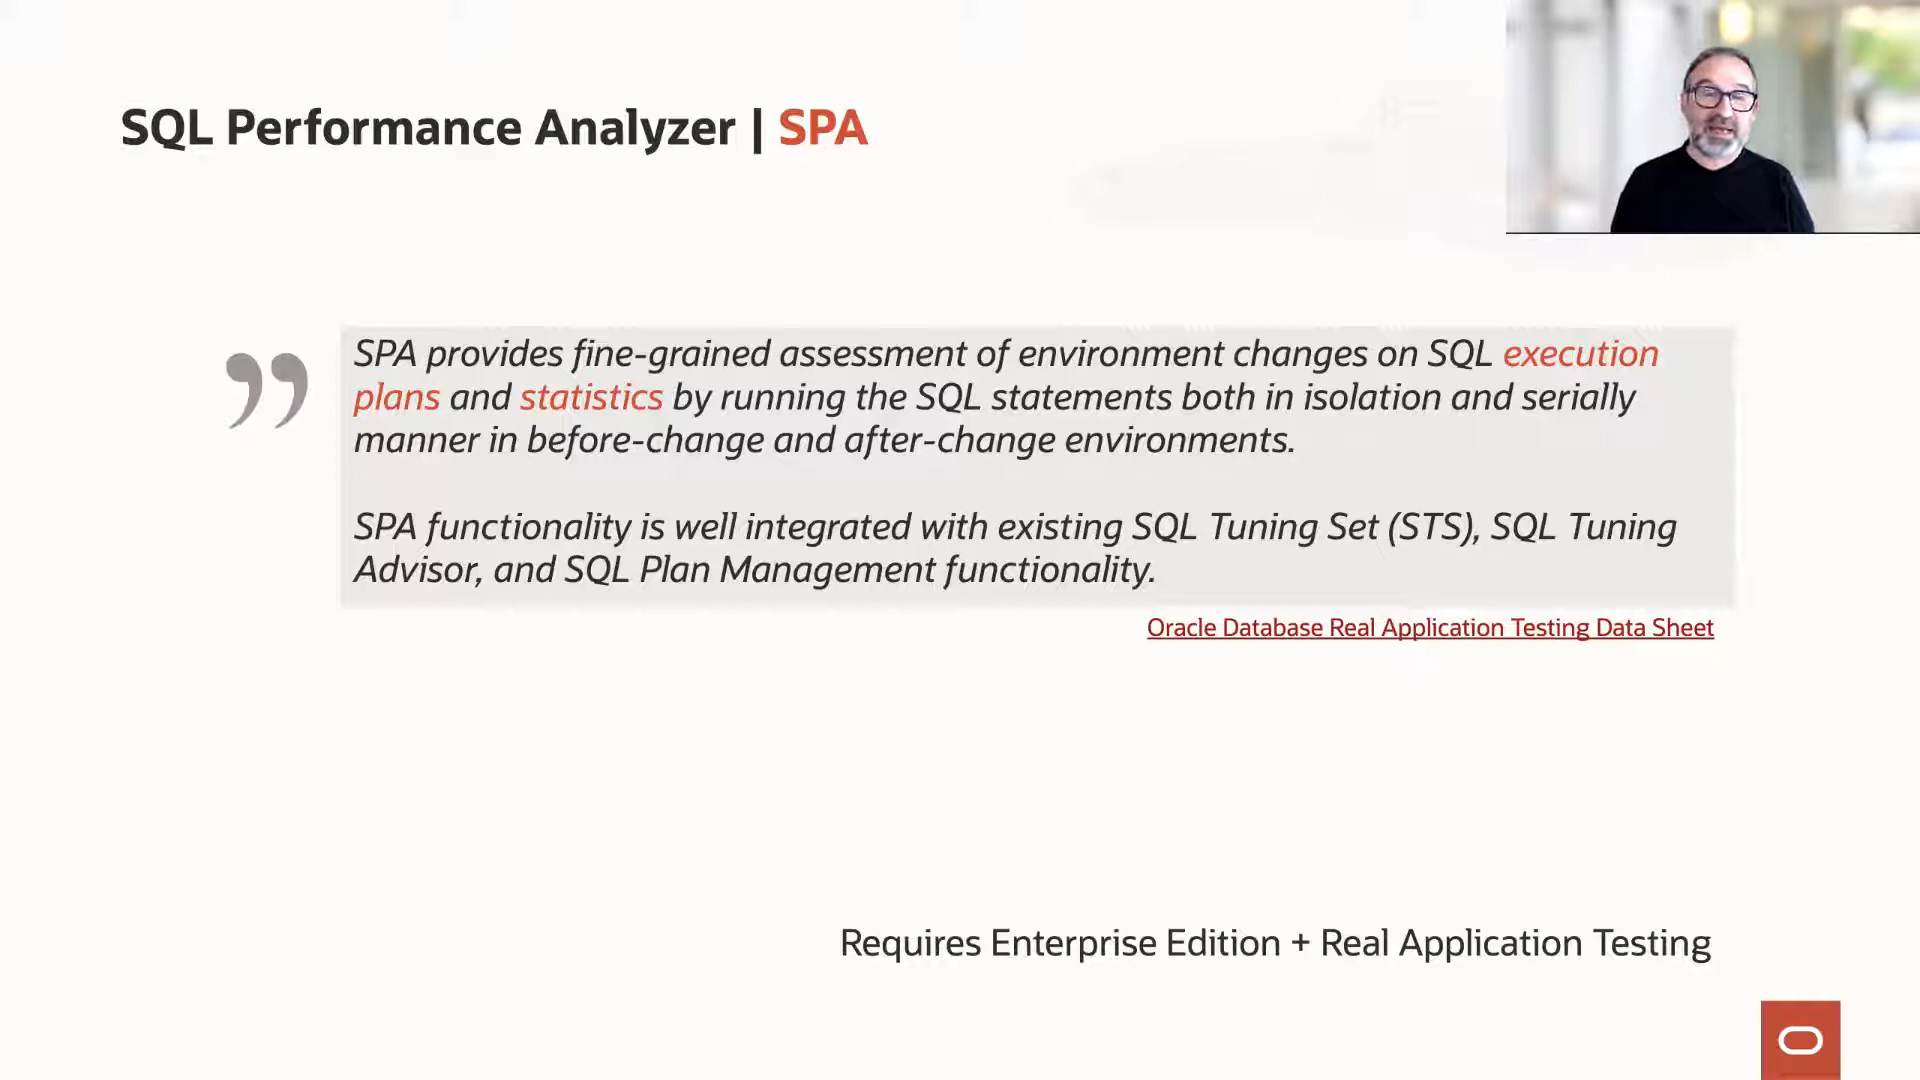 SQL Performance Analyzer | SPA
SPA provides fine-grained assessment of environment changes on SQL execution
plans and statistics by running the SQL statements both in isolation and serially
manner in before-change and after-change environments.
SPA functionality is well integrated with existing SQL Tuning Set (STS), SQL Tuning
Advisor, and SQL Plan Management functionality.
Oracle Database Real Application Testing Data Sheet
Requires Enterprise Edition + Real Application Testing